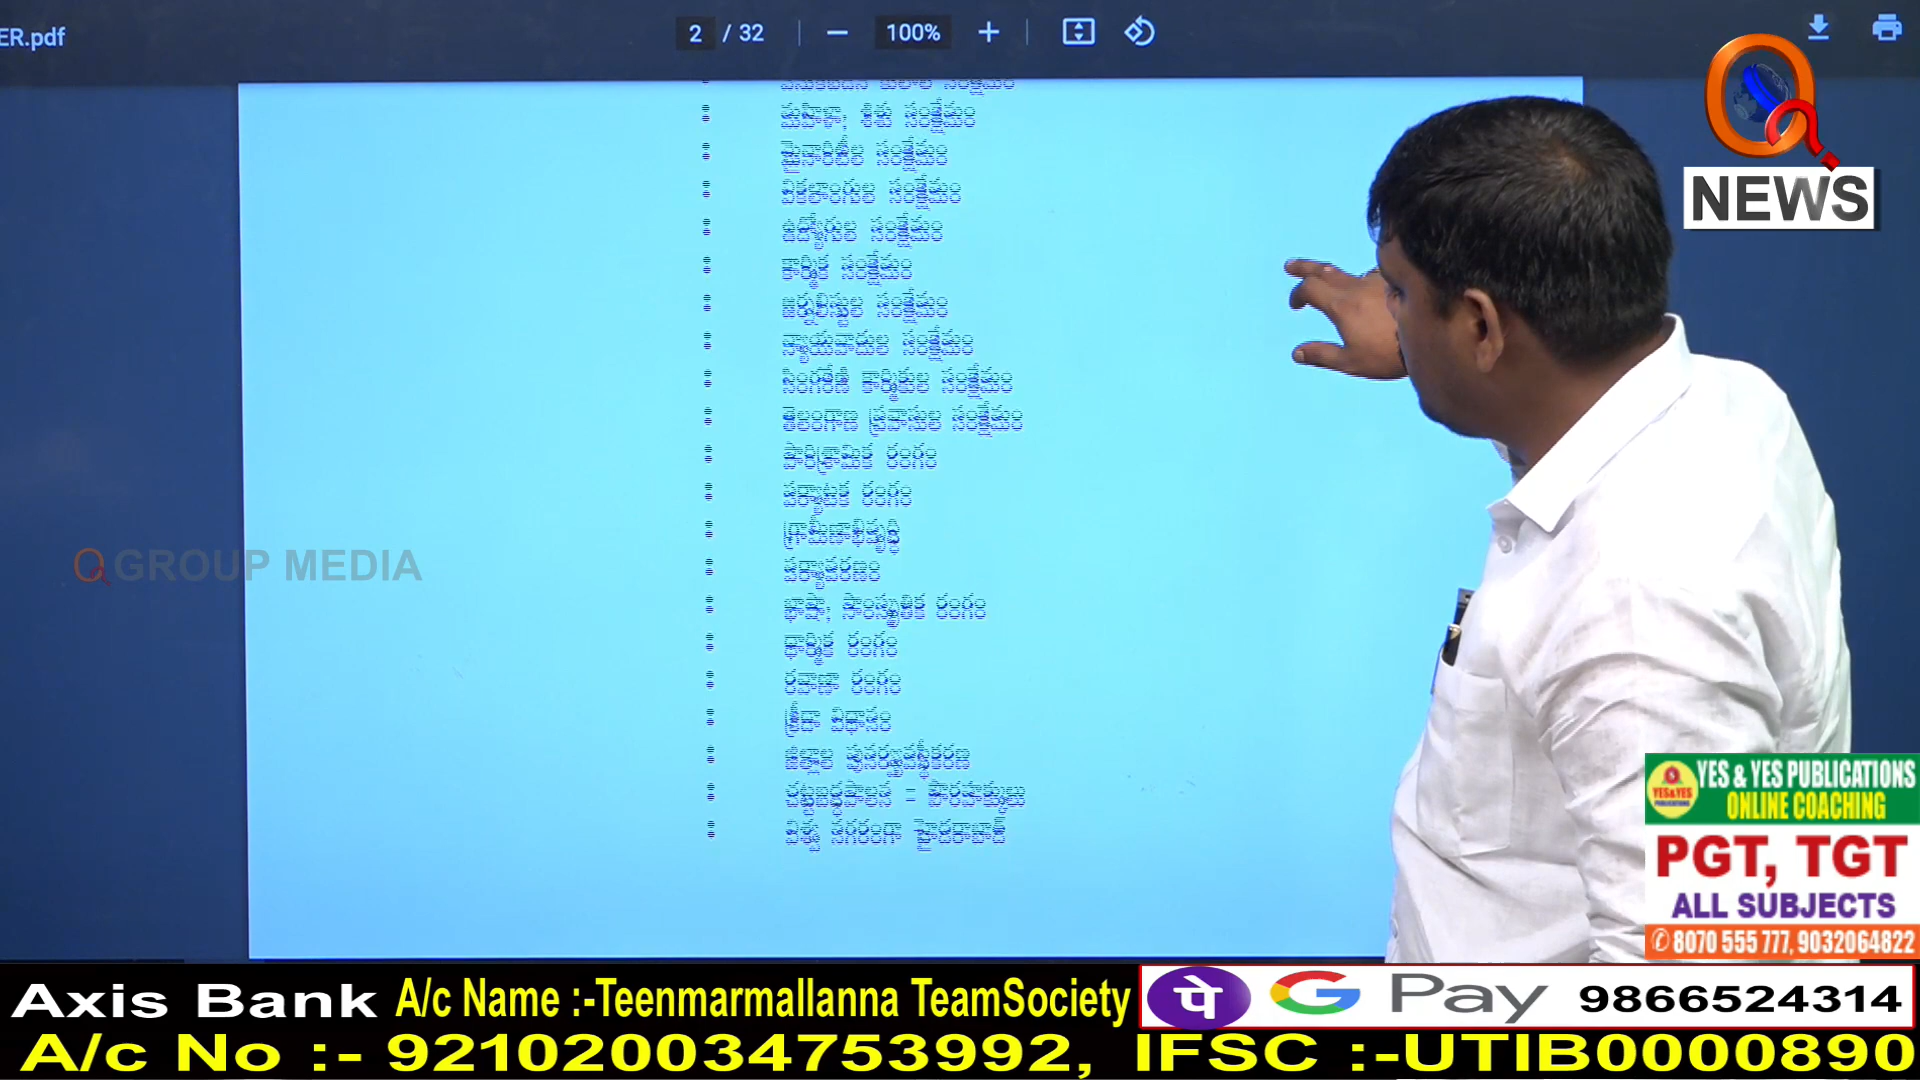 ER.pdf
2 / 32
100%
NEWS
వెనుకబడిన కులాల సంక్షేమం
: మహిళా, శిశు సంక్షేమం
: మైనారిటీల సంక్షేమం
: వికలాంగుల సంక్షేమం
: ఉద్యోగుల సంక్షేమం
: కార్మిక సంక్షేమం
: జర్నలిస్టుల సంక్షేమం
: న్యాయవాదుల సంక్షేమం
: సింగరేణి కార్మికుల సంక్షేమం
: తెలంగాణ ప్రవాసుల సంక్షేమం
: పారిశ్రామిక రంగం
: పర్యాటక రంగం
: గ్రామీణాభివృద్ధి
: పర్యావరణం
: భాషా, సాంస్కృతిక రంగం
: ధార్మిక రంగం
: రవాణా రంగం
: క్రీడా విధానం
: జిల్లాల పునర్వ్యవస్థీకరణ
: చట్టబద్ధపాలన - పౌరహక్కులు
: విశ్వ నగరంగా హైదరాబాద్
Q GROUP MEDIA
YES & YES PUBLICATIONS
ONLINE COACHING
PGT, TGT
ALL SUBJECTS
8070 555 777, 9032064822
Axis Bank A/c Name :-Teenmarmallanna TeamSociety
पे G Pay 9866524314
A/c No :- 921020034753992, IFSC :-UTIB0000890